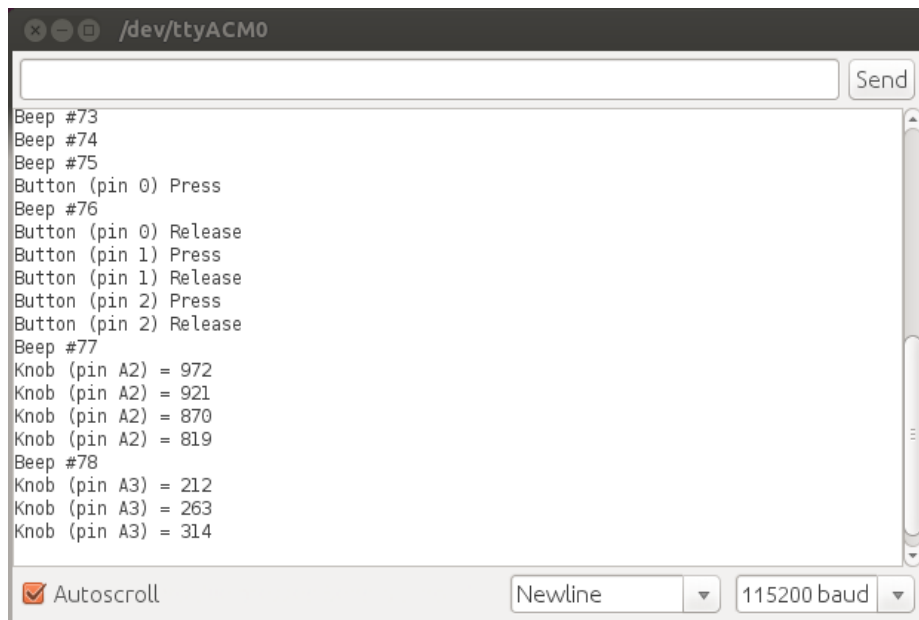 /dev/ttyACM0
Send
Beep #73
Beep #74
Beep #75
Button (pin 0) Press
Beep #76
Button (pin 0) Release
Button (pin 1) Press
Button (pin 1) Release
Button (pin 2) Press
Button (pin 2) Release
Beep #77
Knob (pin A2) = 972
Knob (pin A2) = 921
Knob (pin A2) = 870
Knob (pin A2) = 819
Beep #78
Knob (pin A3) = 212
Knob (pin A3) = 263
Knob (pin A3) = 314
Autoscroll Newline 115200 baud